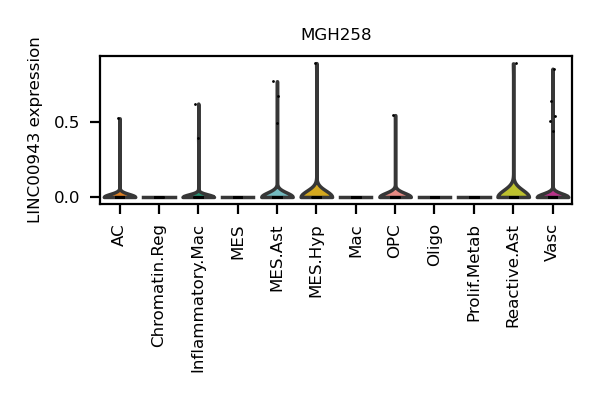 MGH258
LINC00943 expression
0.5
0.0
AC
Chromatin.Reg
Inflammatory.Mac
MES
MES.Ast
MES.Hyp
Mac
OPC
Oligo
Prolif.Metab
Reactive.Ast
Vasc